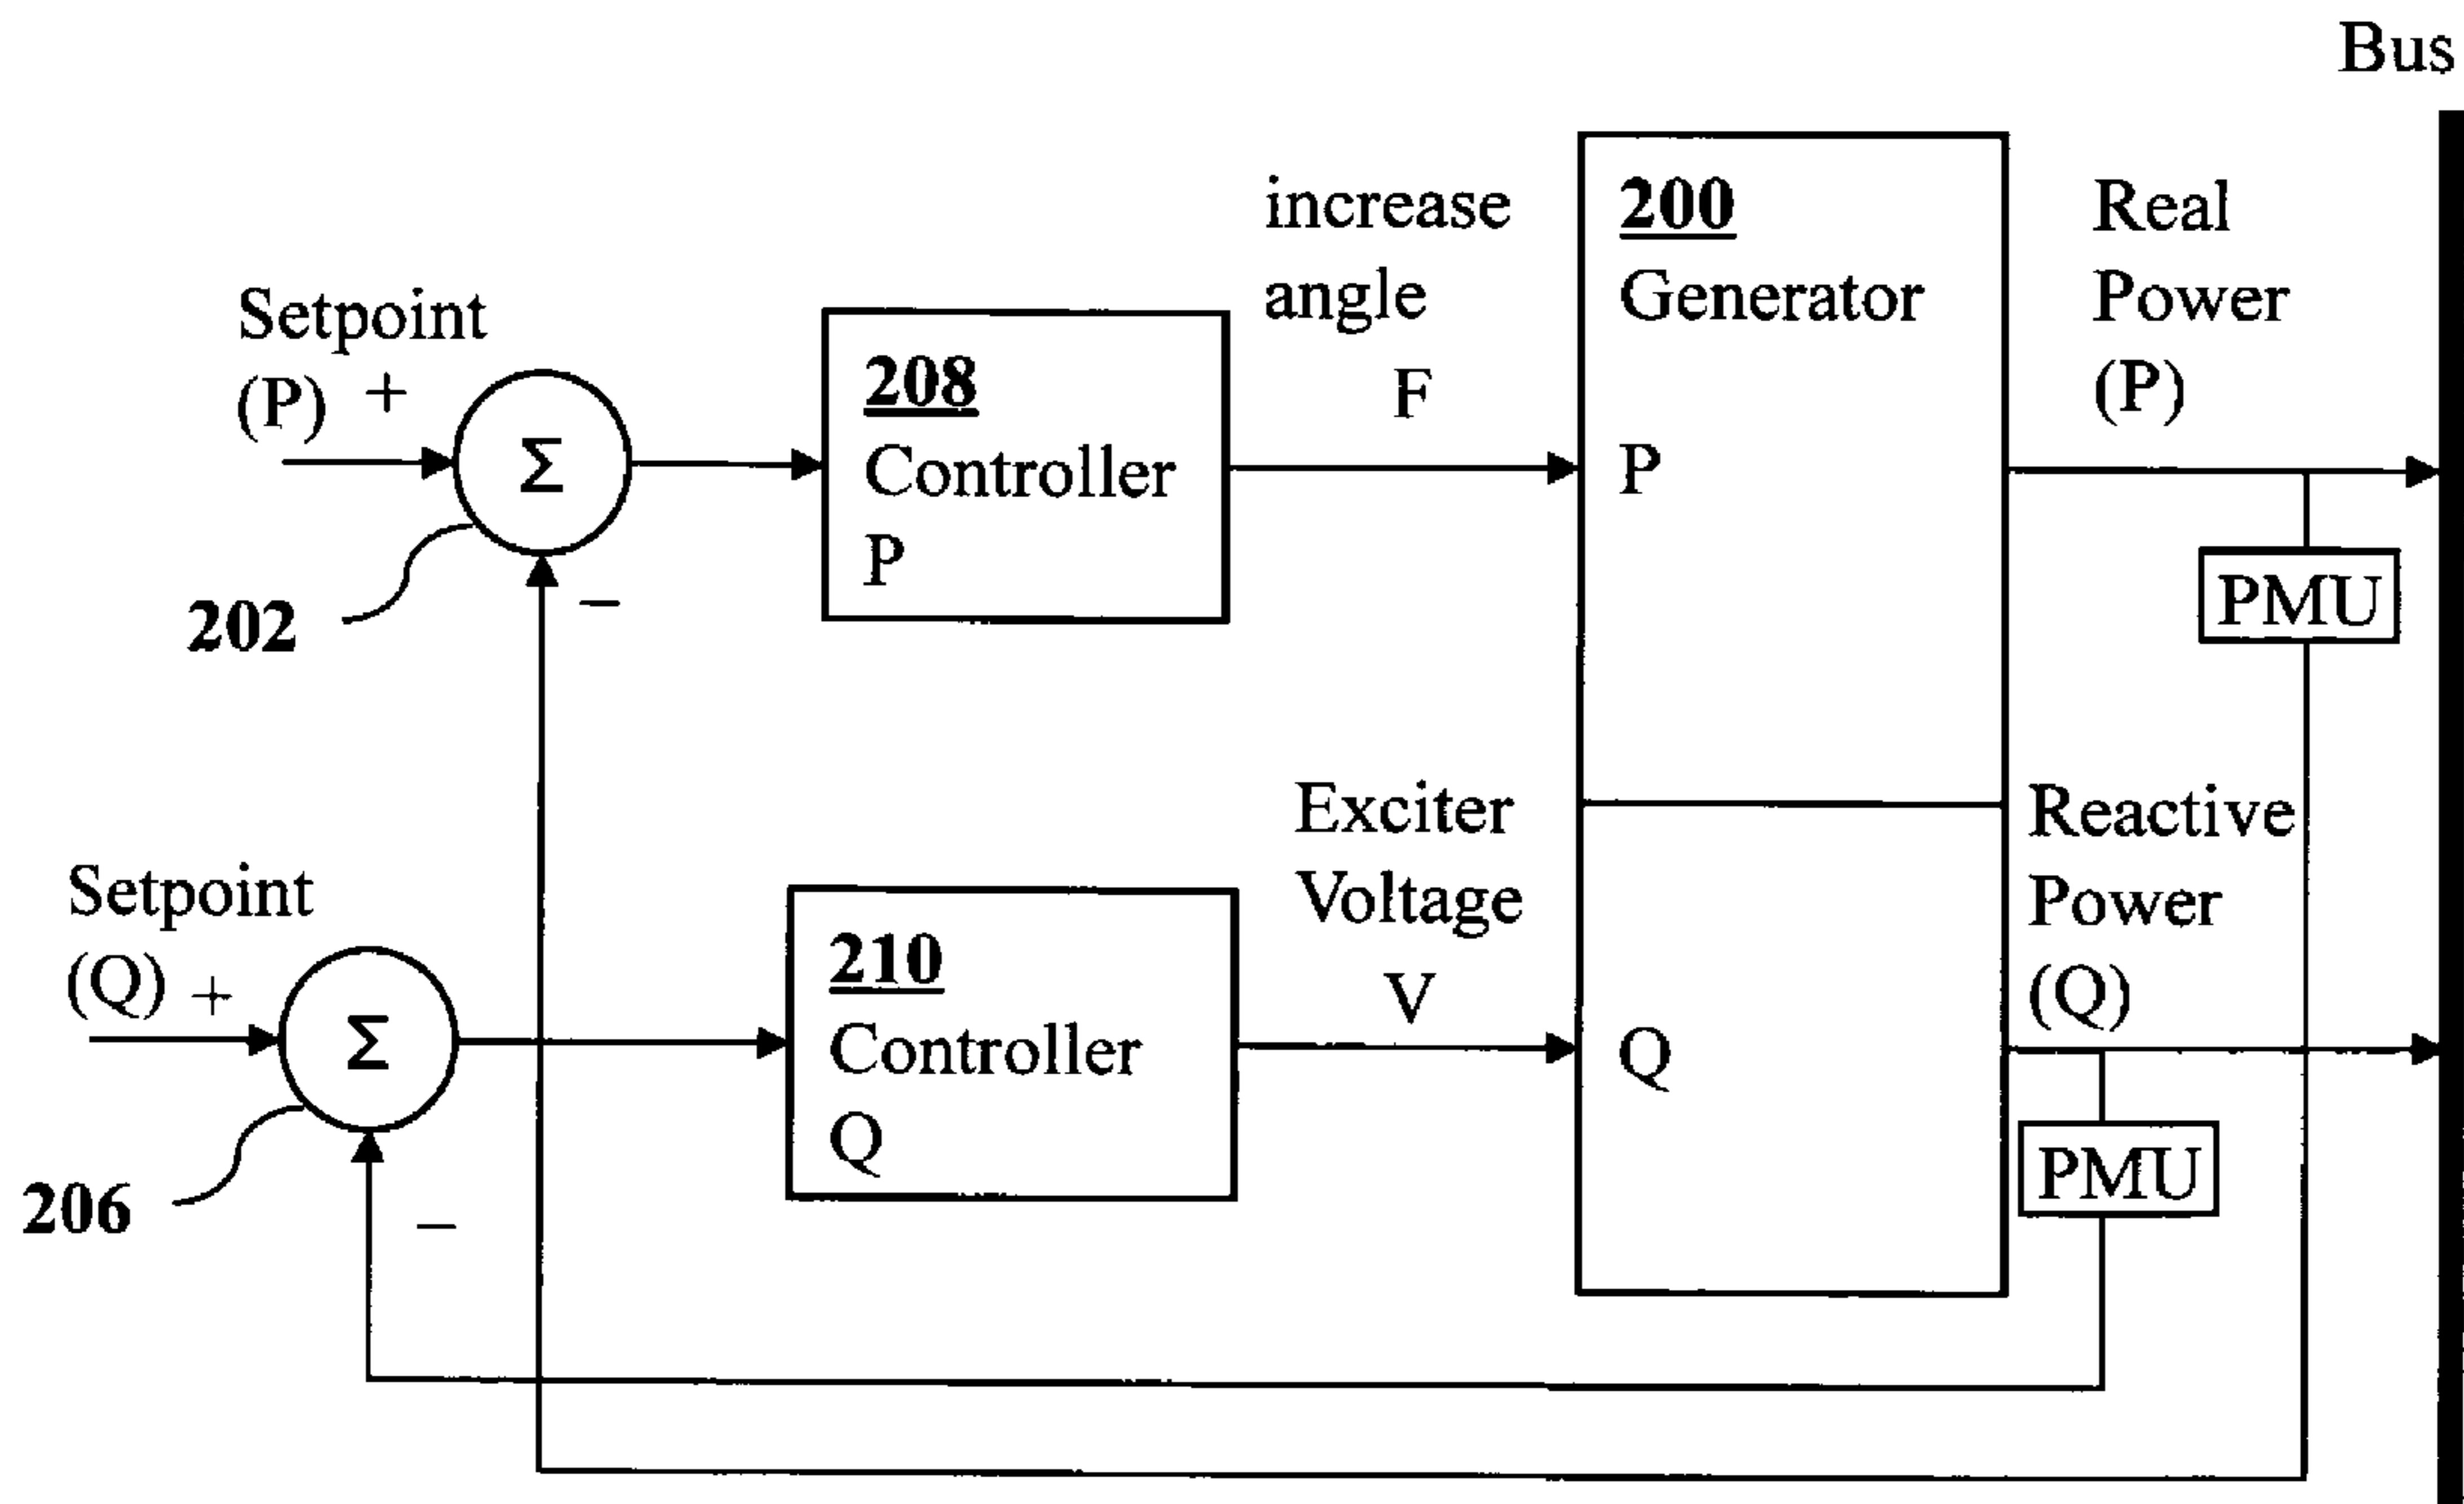 Bus
increase
angle
F
200
Generator
P
Real
Power
(P)
Setpoint
(P) +
Σ
−
202
208
Controller
P
PMU
Exciter
Voltage
V
Q
Reactive
Power
(Q)
Setpoint
(Q) +
Σ
−
206
210
Controller
Q
PMU